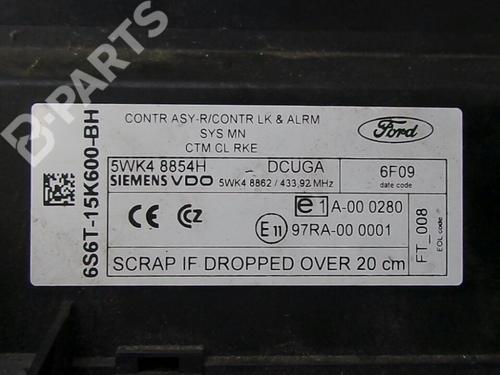 B-PARTS
CONTR ASY-R/CONTR LK & ALRM
SYS MN
CTM CL RKE
Ford
5WK4 8854H DCUGA
SIEMENS VDO 5WK4 8862 / 433,92 MHz
6F09
date code
6S6T-15K600-BH
CE CZ
e1 A-00 0280
E11 97RA-00 0001
FT_008
EOL code
SCRAP IF DROPPED OVER 20 cm